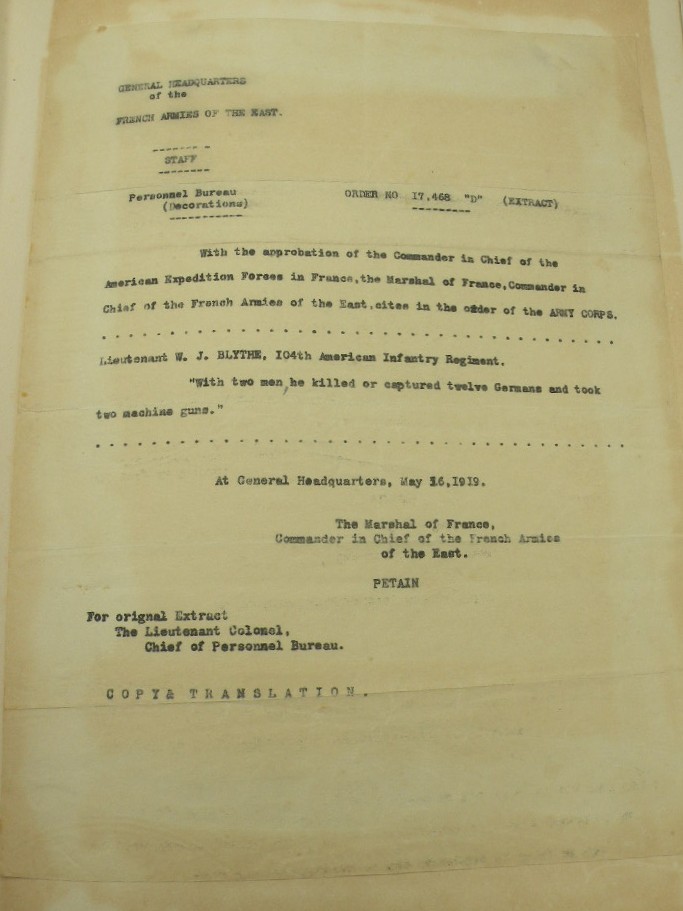 GENERAL HEADQUARTERS
of the
FRENCH ARMIES OF THE EAST.
STAFF
Personnel Bureau
(Decorations)
ORDER NO 17,468 "D" (EXTRACT)
With the approbation of the Commander in Chief of the
American Expedition Forces in France,the Marshal of France,Commander in
Chief of the French Armies of the East,cites in the order of the ARMY CORPS.
Lieutenant W. J. BLYTHE, 104th American Infantry Regiment.
"With two men,he killed or captured twelve Germans and took
two machine guns."
At General Headquarters, May 16,1919.
The Marshal of France,
Commander in Chief of the French Armies
of the East.
PETAIN
For orignal Extract
The Lieutenant Colonel,
Chief of Personnel Bureau.
COPY& TRANSLATION.